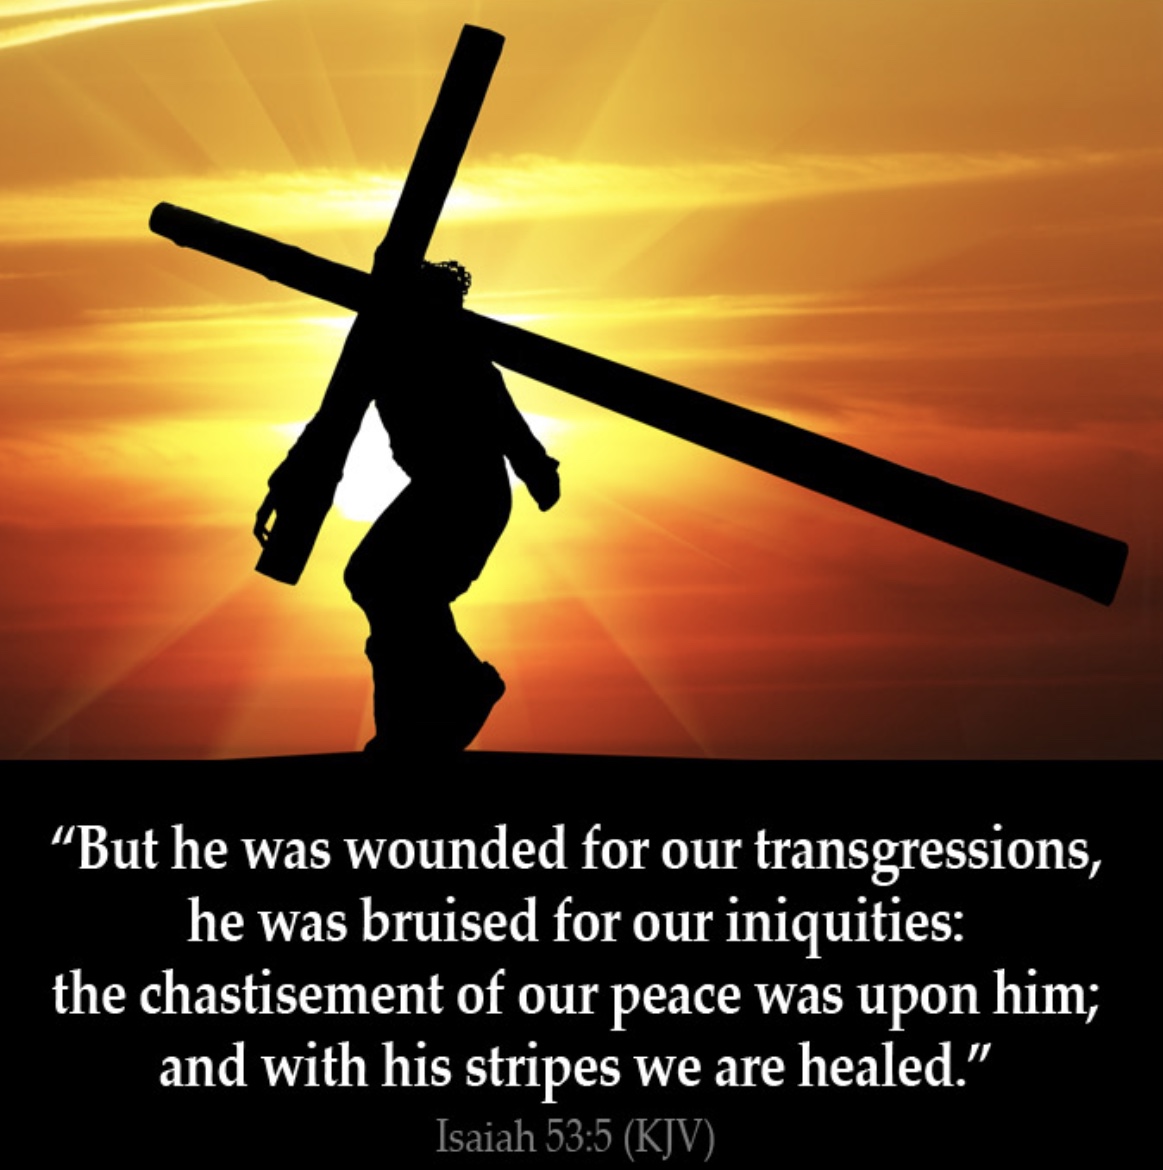 “But he was wounded for our transgressions,
he was bruised for our iniquities:
the chastisement of our peace was upon him;
and with his stripes we are healed.”
Isaiah 53:5 (KJV)